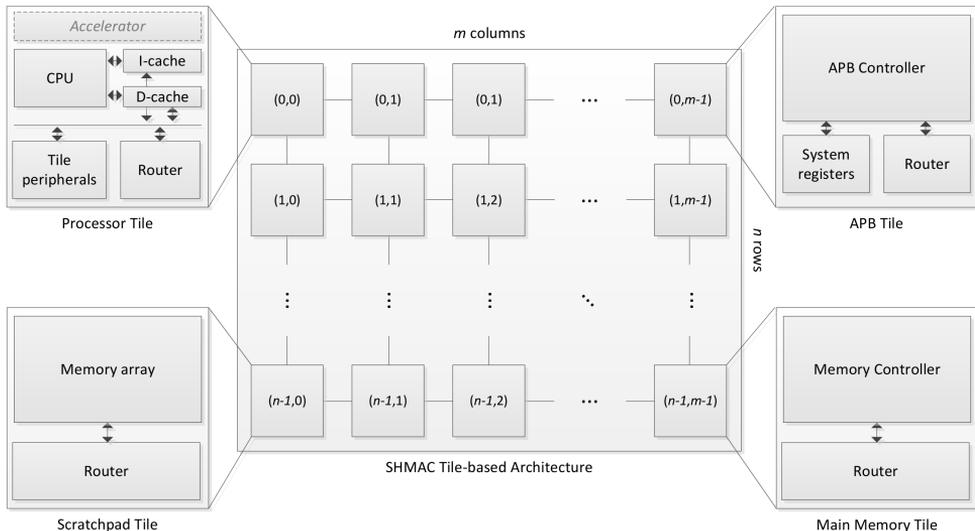 Accelerator
CPU
I-cache
D-cache
Tile
peripherals
Router
Processor Tile
m columns
(0,0)
(0,1)
(0,1)
...
(0,m-1)
(1,0)
(1,1)
(1,2)
...
(1,m-1)
n rows
(n-1,0)
(n-1,1)
(n-1,2)
...
(n-1,m-1)
SHMAC Tile-based Architecture
APB Controller
System
registers
Router
APB Tile
Memory array
Router
Scratchpad Tile
Memory Controller
Router
Main Memory Tile